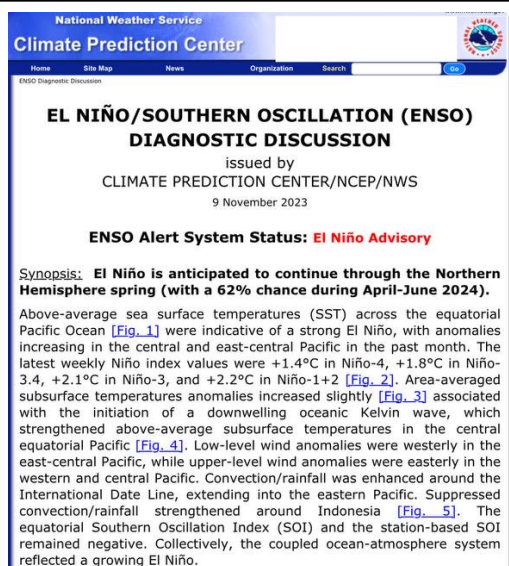 National Weather Service
Climate Prediction Center
Home Site Map News Organization Search Go
ENSO Diagnostic Discussion
EL NIÑO/SOUTHERN OSCILLATION (ENSO)
DIAGNOSTIC DISCUSSION
issued by
CLIMATE PREDICTION CENTER/NCEP/NWS
9 November 2023
ENSO Alert System Status: El Niño Advisory
Synopsis: El Niño is anticipated to continue through the Northern
Hemisphere spring (with a 62% chance during April-June 2024).
Above-average sea surface temperatures (SST) across the equatorial
Pacific Ocean [Fig. 1] were indicative of a strong El Niño, with anomalies
increasing in the central and east-central Pacific in the past month. The
latest weekly Niño index values were +1.4°C in Niño-4, +1.8°C in Niño-
3.4, +2.1°C in Niño-3, and +2.2°C in Niño-1+2 [Fig. 2]. Area-averaged
subsurface temperatures anomalies increased slightly [Fig. 3] associated
with the initiation of a downwelling oceanic Kelvin wave, which
strengthened above-average subsurface temperatures in the central
equatorial Pacific [Fig. 4]. Low-level wind anomalies were westerly in the
east-central Pacific, while upper-level wind anomalies were easterly in the
western and central Pacific. Convection/rainfall was enhanced around the
International Date Line, extending into the eastern Pacific. Suppressed
convection/rainfall strengthened around Indonesia [Fig. 5]. The
equatorial Southern Oscillation Index (SOI) and the station-based SOI
remained negative. Collectively, the coupled ocean-atmosphere system
reflected a growing El Niño.